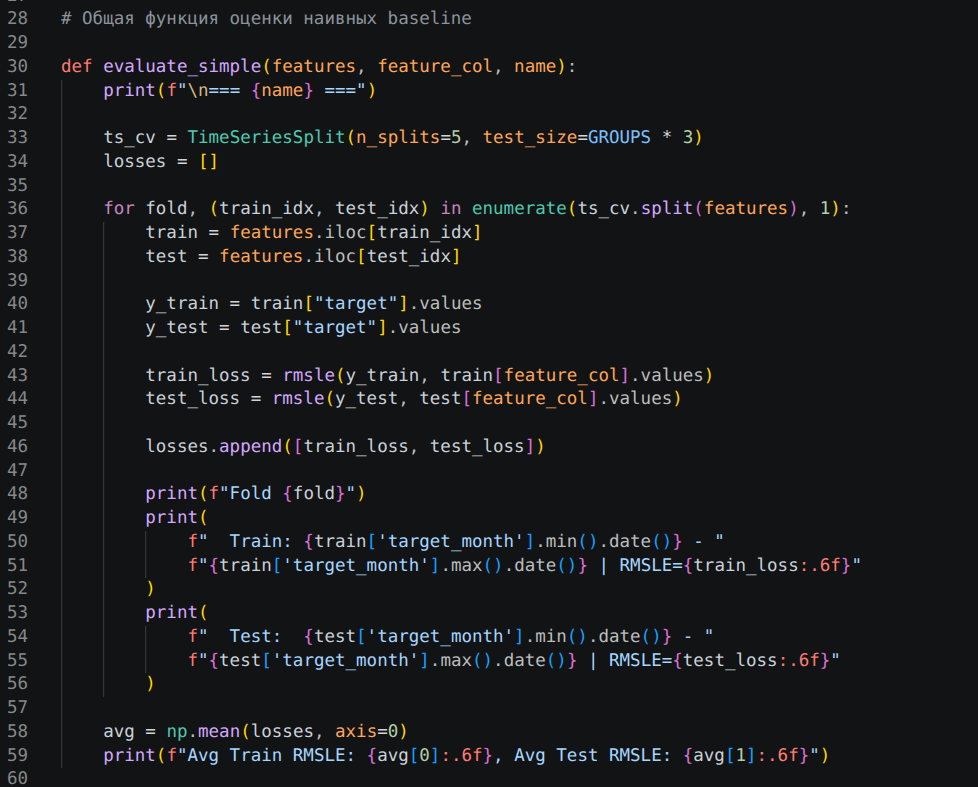 28 # Общая функция оценки наивных baseline
29
30 def evaluate_simple(features, feature_col, name):
31     print(f"\n=== {name} ===")
32
33     ts_cv = TimeSeriesSplit(n_splits=5, test_size=GROUPS * 3)
34     losses = []
35
36     for fold, (train_idx, test_idx) in enumerate(ts_cv.split(features), 1):
37         train = features.iloc[train_idx]
38         test = features.iloc[test_idx]
39
40         y_train = train["target"].values
41         y_test = test["target"].values
42
43         train_loss = rmsle(y_train, train[feature_col].values)
44         test_loss = rmsle(y_test, test[feature_col].values)
45
46         losses.append([train_loss, test_loss])
47
48         print(f"Fold {fold}")
49         print(
50             f"  Train: {train['target_month'].min().date()} - "
51             f"{train['target_month'].max().date()} | RMSLE={train_loss:.6f}"
52         )
53         print(
54             f"  Test:  {test['target_month'].min().date()} - "
55             f"{test['target_month'].max().date()} | RMSLE={test_loss:.6f}"
56         )
57
58     avg = np.mean(losses, axis=0)
59     print(f"Avg Train RMSLE: {avg[0]:.6f}, Avg Test RMSLE: {avg[1]:.6f}")
60